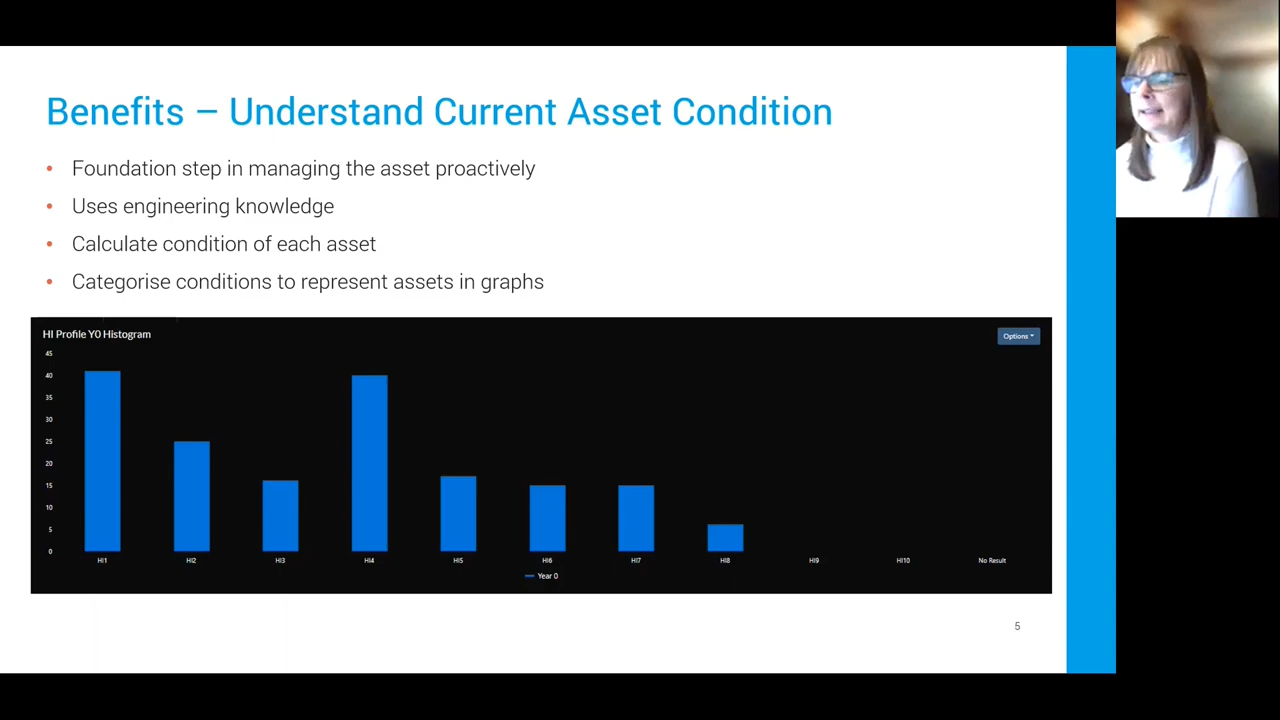 Benefits – Understand Current Asset Condition
• Foundation step in managing the asset proactively
• Uses engineering knowledge
• Calculate condition of each asset
• Categorise conditions to represent assets in graphs
HI Profile Y0 Histogram
Options
45
40
35
30
25
20
15
10
5
0
HI1 HI2 HI3 HI4 HI5 HI6 HI7 HI8 HI9 HI10 No Result
Year 0
5